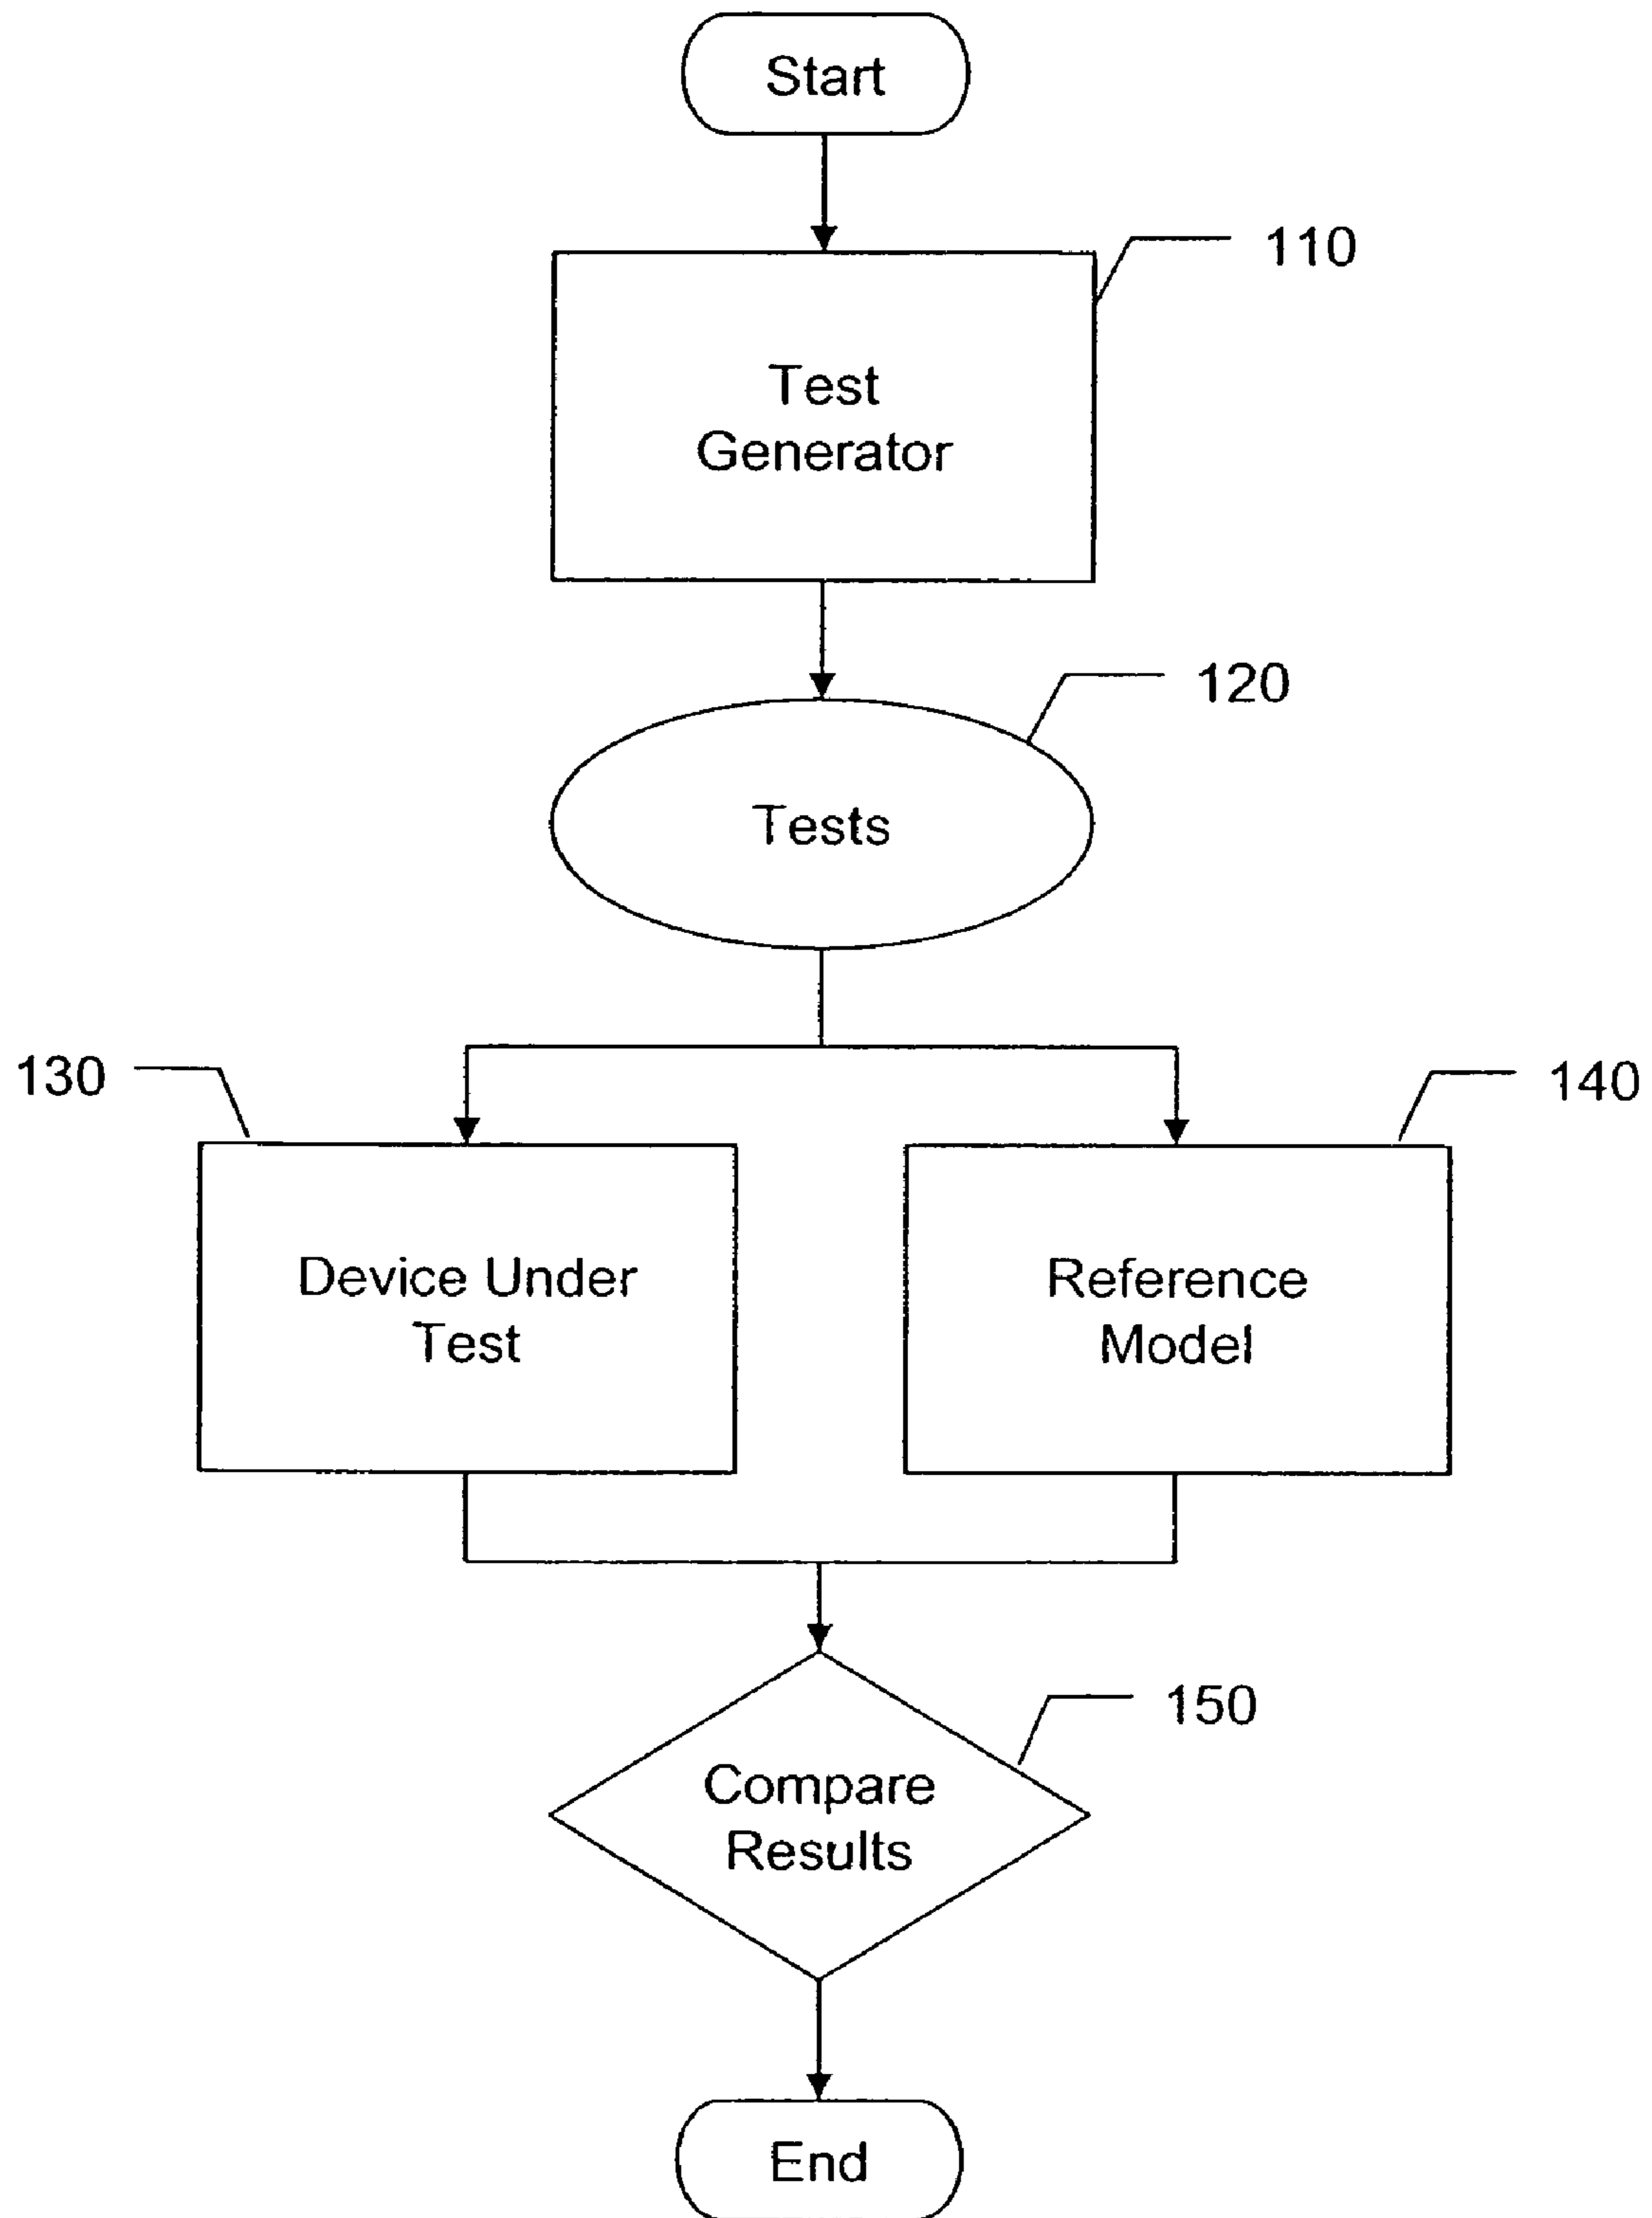 Start
110
Test
Generator
120
Tests
130
140
Device Under
Test
Reference
Model
150
Compare
Results
End